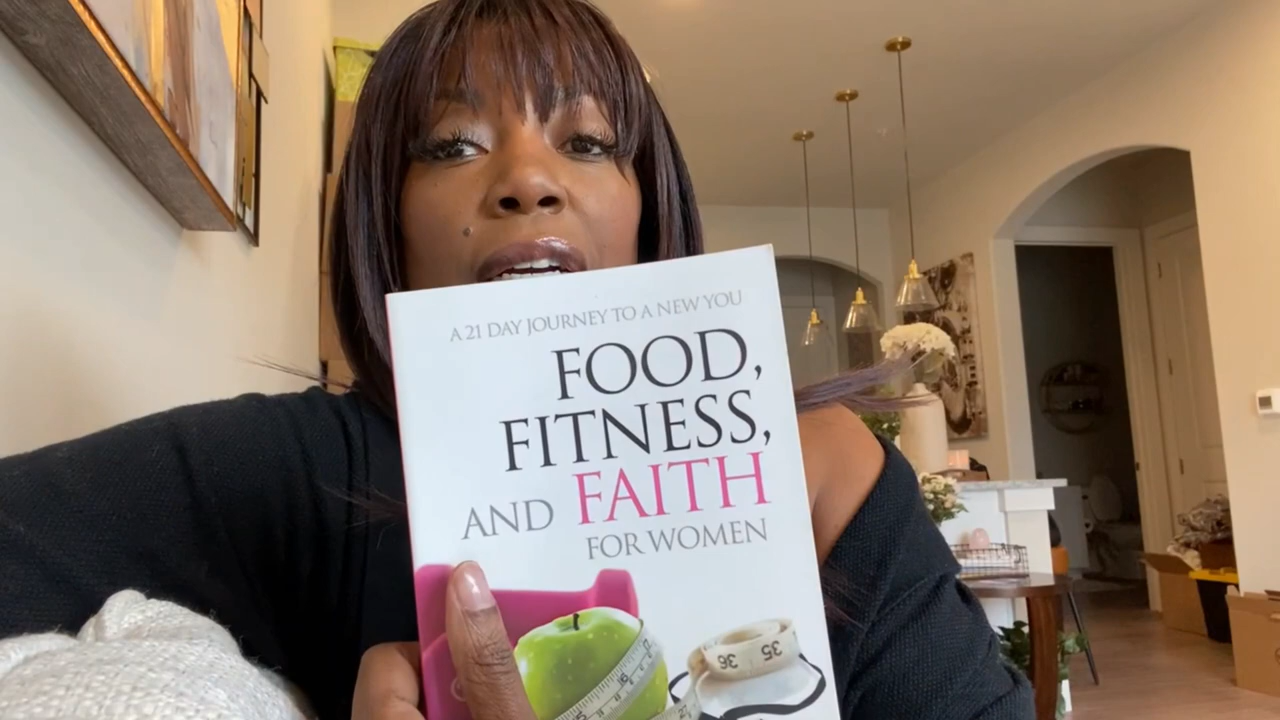 A 21 DAY JOURNEY TO A NEW YOU
FOOD,
FITNESS,
AND FAITH
FOR WOMEN
36 35